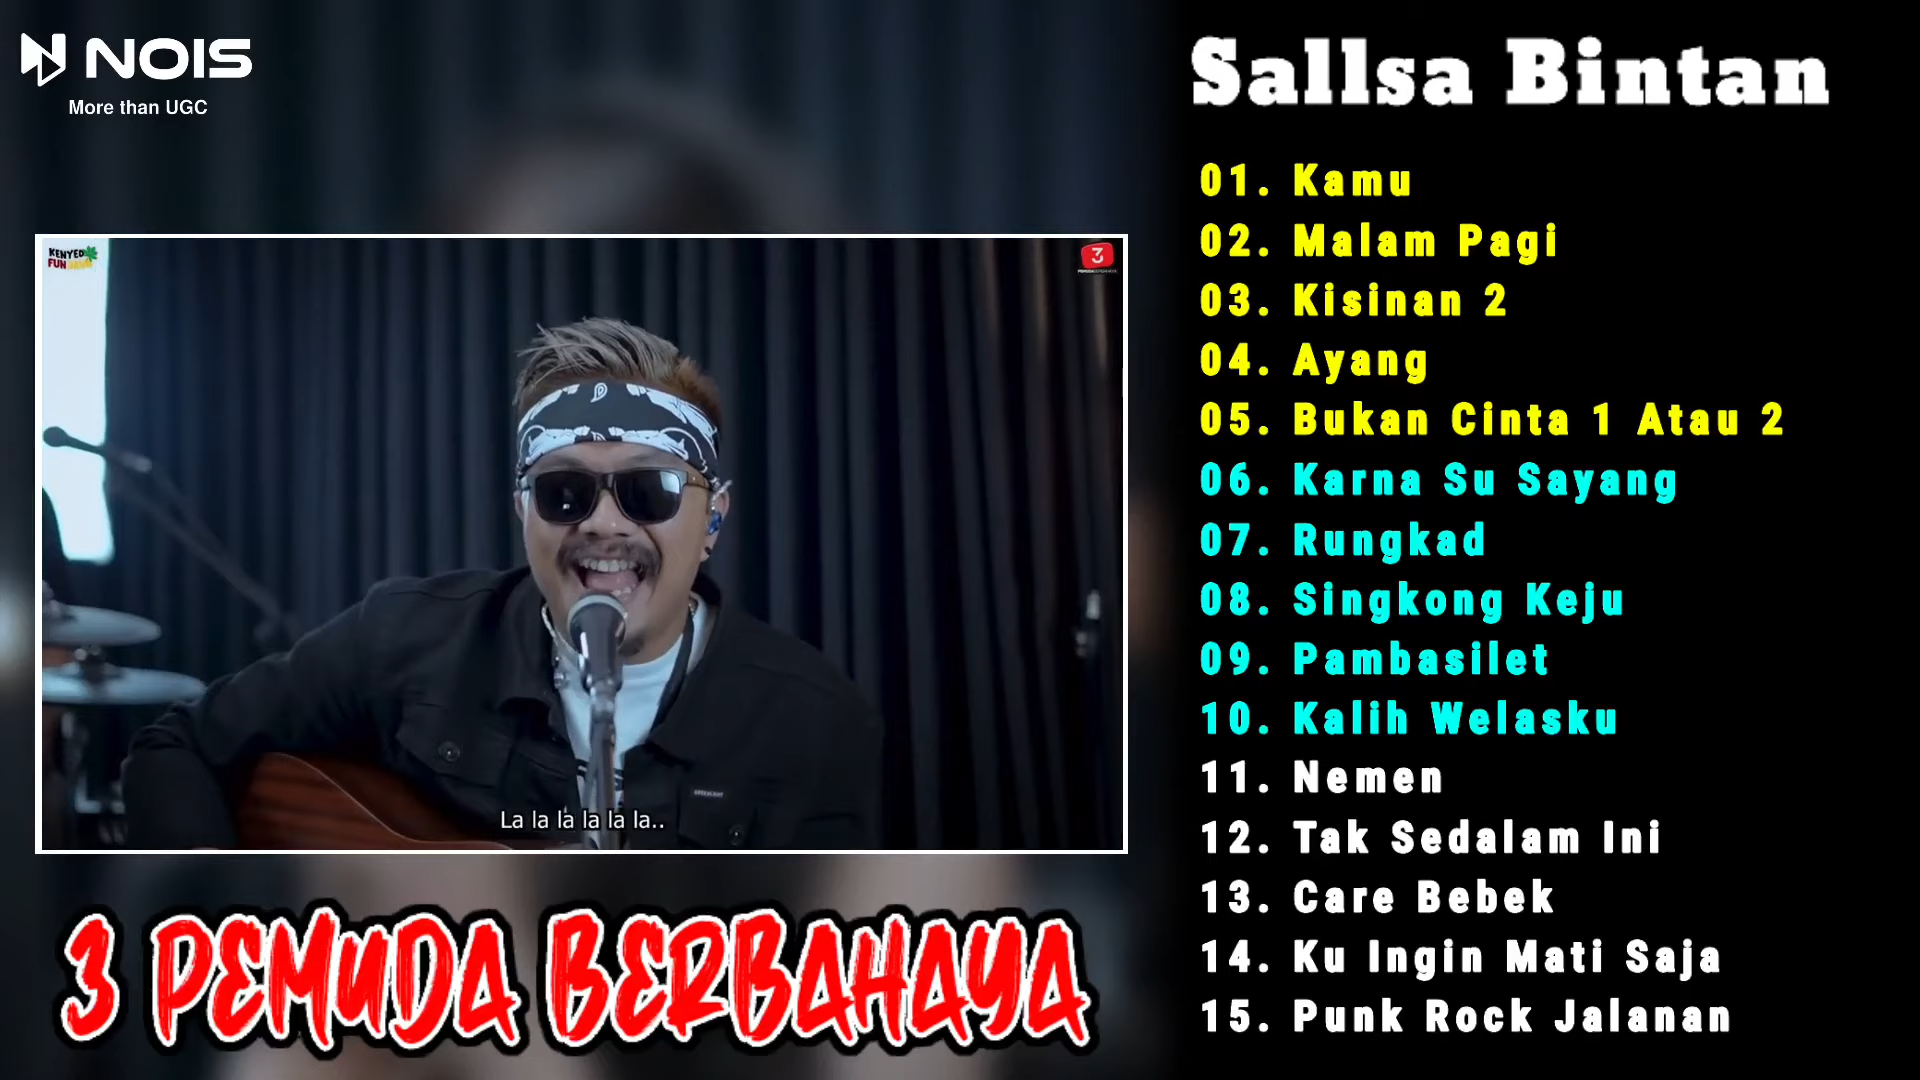 NOIS
More than UGC
Sallsa Bintan
01. Kamu
02. Malam Pagi
03. Kisinan 2
04. Ayang
05. Bukan Cinta 1 Atau 2
06. Karna Su Sayang
07. Rungkad
08. Singkong Keju
09. Pambasilet
10. Kalih Welasku
11. Nemen
12. Tak Sedalam Ini
13. Care Bebek
14. Ku Ingin Mati Saja
15. Punk Rock Jalanan
KENYED
FUN
3
La la la la la la..
3 PEMUDA BERBAHAYA